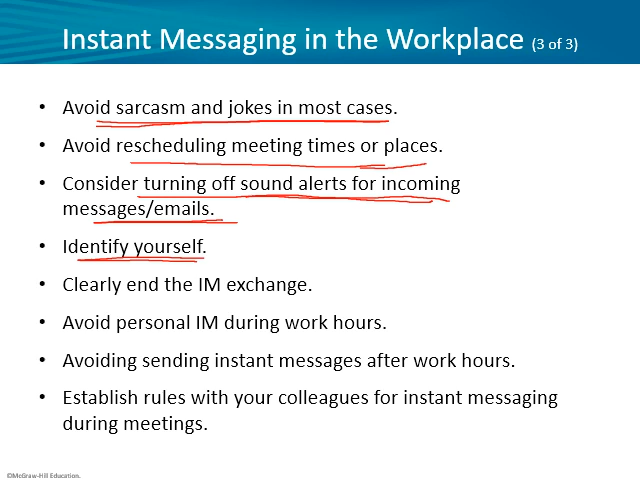 Instant Messaging in the Workplace (3 of 3)
• Avoid sarcasm and jokes in most cases.
• Avoid rescheduling meeting times or places.
• Consider turning off sound alerts for incoming
messages/emails.
• Identify yourself.
• Clearly end the IM exchange.
• Avoid personal IM during work hours.
• Avoiding sending instant messages after work hours.
• Establish rules with your colleagues for instant messaging
during meetings.
©McGraw-Hill Education.